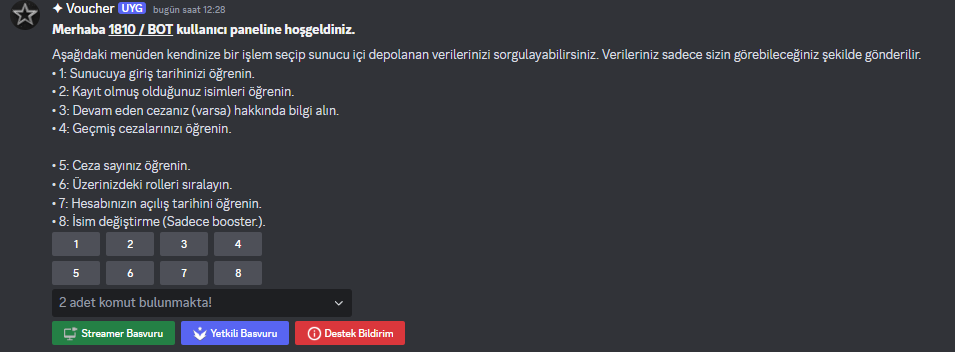 ✦ Voucher UYG bugün saat 12:28
Merhaba 1810 / BOT kullanıcı paneline hoşgeldiniz.
Aşağıdaki menüden kendinize bir işlem seçip sunucu içi depolanan verilerinizi sorgulayabilirsiniz. Verileriniz sadece sizin görebileceğiniz şekilde gönderilir.
• 1: Sunucuya giriş tarihinizi öğrenin.
• 2: Kayıt olmuş olduğunuz isimleri öğrenin.
• 3: Devam eden cezanız (varsa) hakkında bilgi alın.
• 4: Geçmiş cezalarınızı öğrenin.
• 5: Ceza sayınız öğrenin.
• 6: Üzerinizdeki rolleri sıralayın.
• 7: Hesabınızın açılış tarihini öğrenin.
• 8: İsim değiştirme (Sadece booster.).
1 2 3 4
5 6 7 8
2 adet komut bulunmakta!
Streamer Basvuru Yetkili Basvuru Destek Bildirim